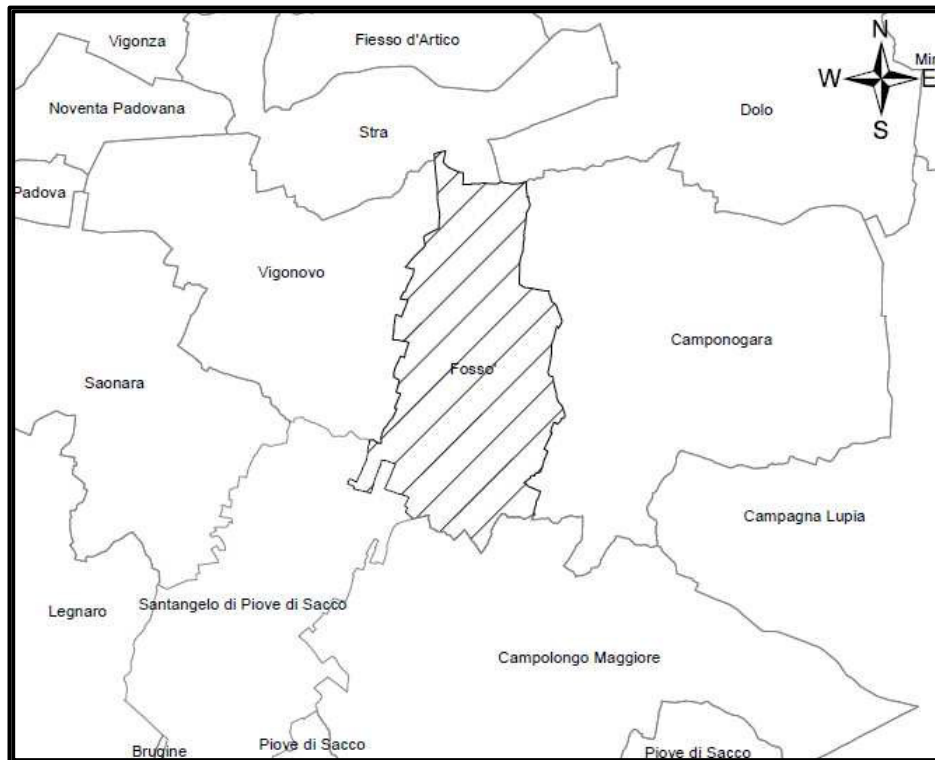 Vigonza
Fiesso d'Artico
N
Mir
W
E
Noventa Padovana
Dolo
Stra
S
Padova
Vigonovo
Camponogara
Fosso'
Saonara
Campagna Lupia
Legnaro
Santangelo di Piove di Sacco
Campolongo Maggiore
Brugine
Piove di Sacco
Piove di Sacco